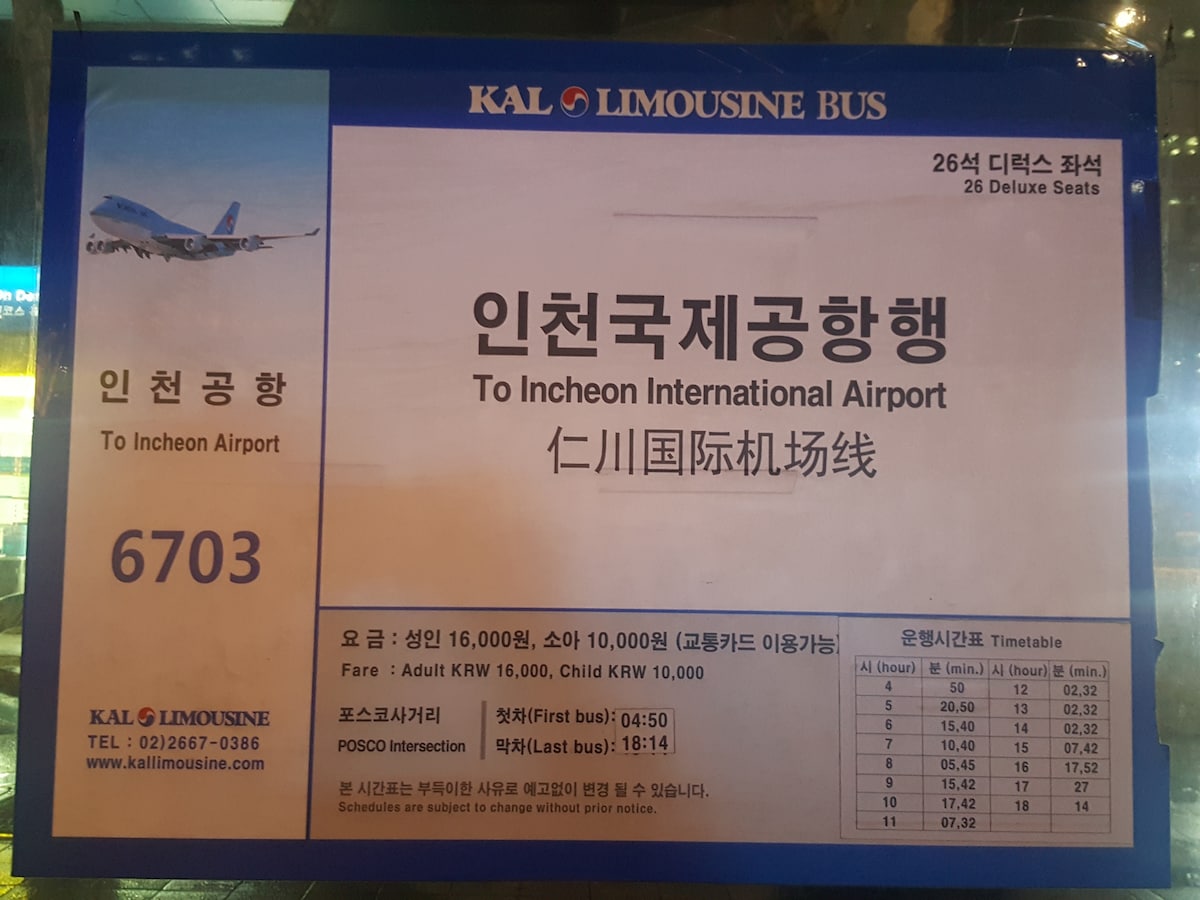 KAL LIMOUSINE BUS
26석 디럭스 좌석
26 Deluxe Seats
인천국제공항행
To Incheon International Airport
仁川国际机场线
인천공항
To Incheon Airport
6703
KAL LIMOUSINE
TEL : 02)2667-0386
www.kallimousine.com
요 금 : 성인 16,000원, 소아 10,000원 (교통카드 이용가능)
Fare : Adult KRW 16,000, Child KRW 10,000
포스코사거리
POSCO Intersection
첫차(First bus): 04:50
막차(Last bus): 18:14
본 시간표는 부득이한 사유로 예고없이 변경 될 수 있습니다.
Schedules are subject to change without prior notice.
운행시간표 Timetable
시 (hour) 분 (min.) 시 (hour) 분 (min.)
4 50 12 02,32
5 20,50 13 02,32
6 15,40 14 02,32
7 10,40 15 07,42
8 05,45 16 17,52
9 15,42 17 27
10 17,42 18 14
11 07,32